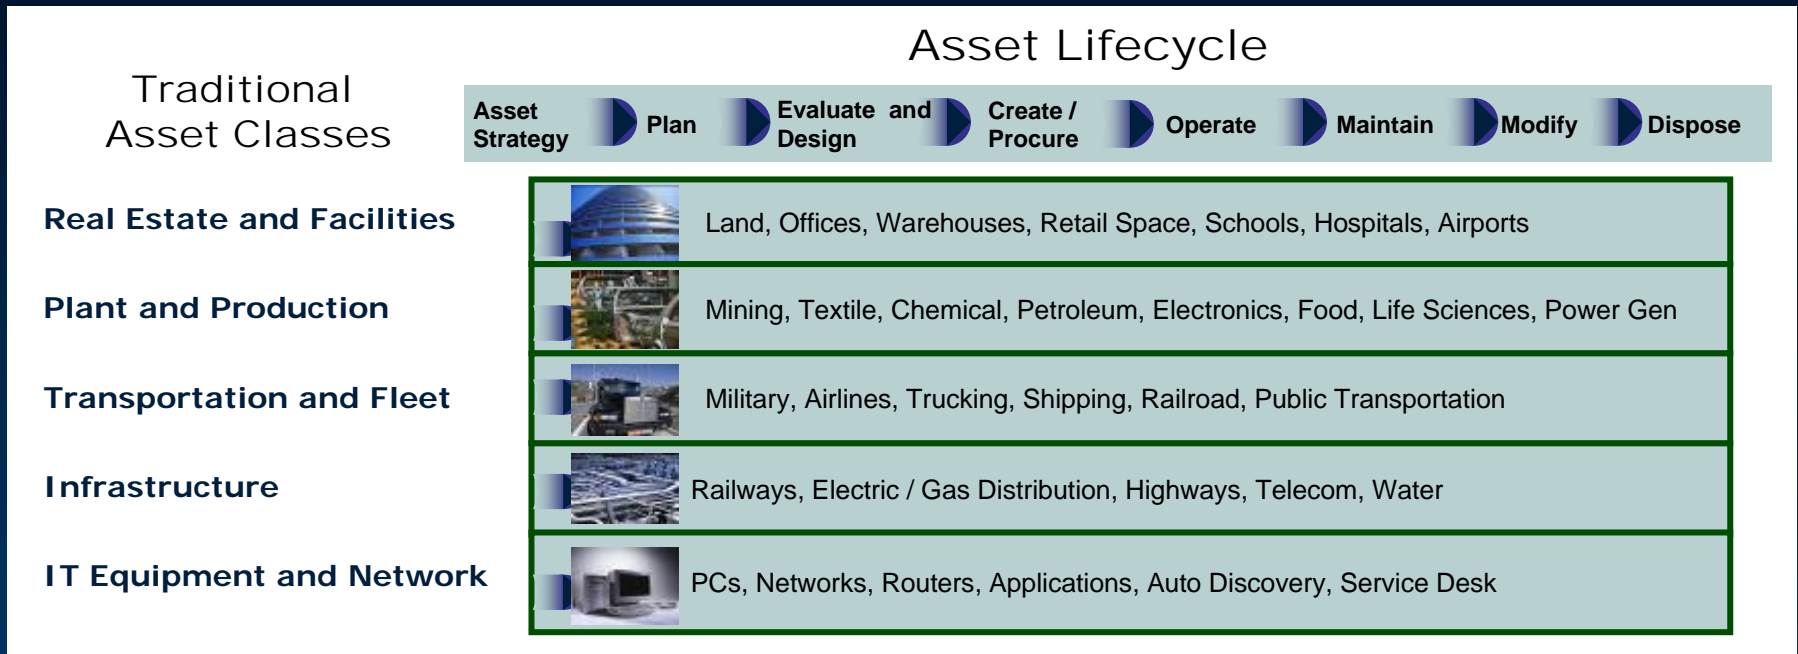 Asset Lifecycle
Traditional
Asset Classes
Asset
Strategy
Plan
Evaluate and
Design
Create /
Procure
Operate
Maintain
Modify
Dispose
Real Estate and Facilities
Land, Offices, Warehouses, Retail Space, Schools, Hospitals, Airports
Plant and Production
Mining, Textile, Chemical, Petroleum, Electronics, Food, Life Sciences, Power Gen
Transportation and Fleet
Military, Airlines, Trucking, Shipping, Railroad, Public Transportation
Infrastructure
Railways, Electric / Gas Distribution, Highways, Telecom, Water
IT Equipment and Network
PCs, Networks, Routers, Applications, Auto Discovery, Service Desk